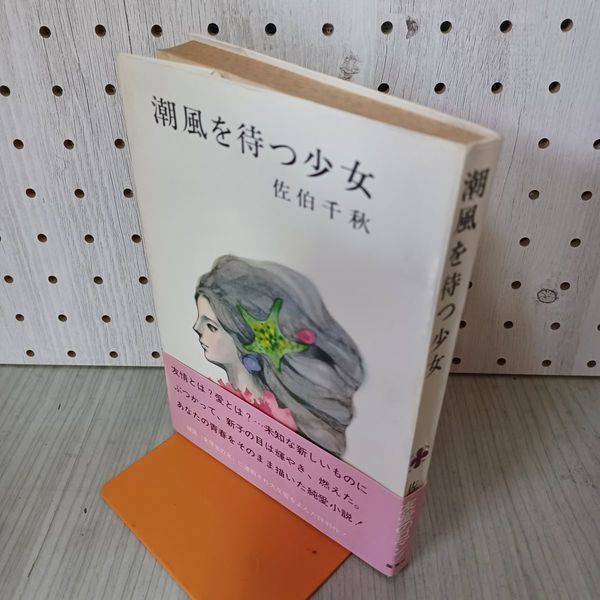 潮風を待つ少女
佐伯千秋
友情とは?愛とは?…未知な新しいものに
ぶつかって、新子の目は輝やき、燃えた。
あなたの青春をそのまま描いた純愛小説!
潮風を待つ少女
佐